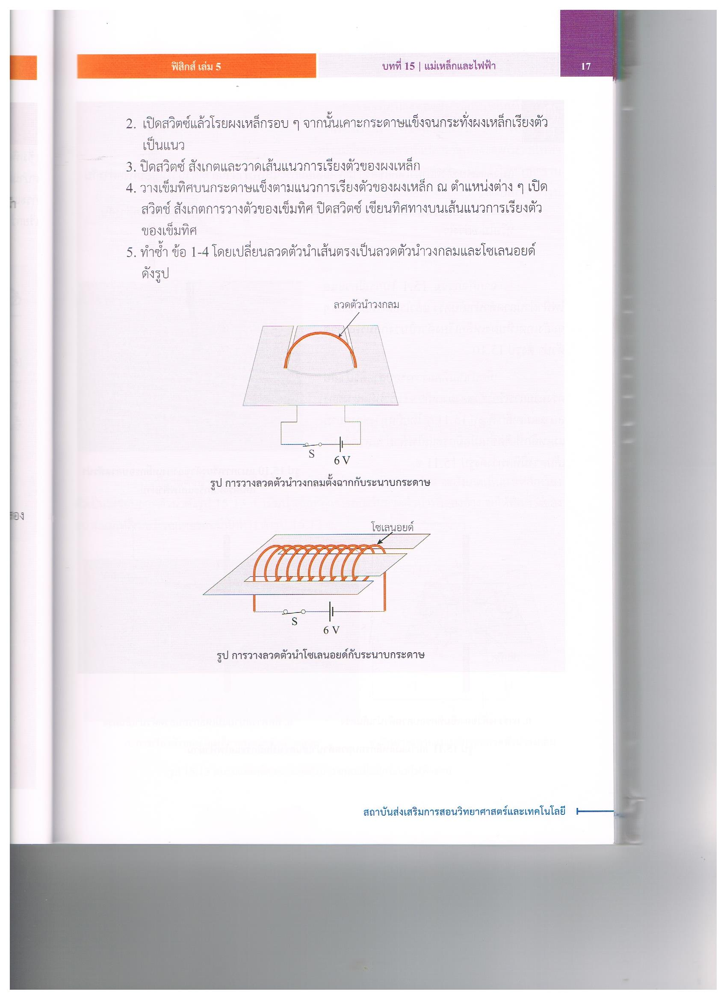 ฟิสิกส์ เล่ม 5
บทที่ 15 | แม่เหล็กและไฟฟ้า
17
2. เปิดสวิตซ์แล้วโรยผงเหล็กรอบ ๆ จากนั้นเคาะกระดาษแข็งจนกระทั่งผงเหล็กเรียงตัว
เป็นแนว
3. ปิดสวิตซ์ สังเกตและวาดเส้นแนวการเรียงตัวของผงเหล็ก
4. วางเข็มทิศบนกระดาษแข็งตามแนวการเรียงตัวของผงเหล็ก ณ ตำแหน่งต่าง ๆ เปิด
สวิตช์ สังเกตการวางตัวของเข็มทิศ ปิดสวิตซ์ เขียนทิศทางบนเส้นแนวการเรียงตัว
ของเข็มทิศ
5. ทำซ้ำ ข้อ 1-4 โดยเปลี่ยนลวดตัวนำเส้นตรงเป็นลวดตัวนำวงกลมและโซเลนอยด์
ดังรูป
ลวดตัวนำวงกลม
S
6 V
รูป การวางลวดตัวนำวงกลมตั้งฉากกับระนาบกระดาษ
โซเลนอยด์
S
6 V
รูป การวางลวดตัวนำโซเลนอยด์กับระนาบกระดาษ
สถาบันส่งเสริมการสอนวิทยาศาสตร์และเทคโนโลยี